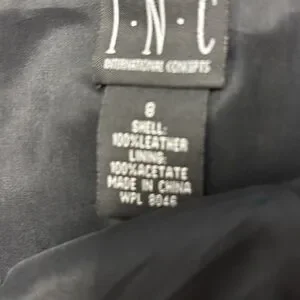 I·N·C
INTERNATIONAL CONCEPTS
8
SHELL:
100%LEATHER
LINING:
100%ACETATE
MADE IN CHINA
WPL 8046